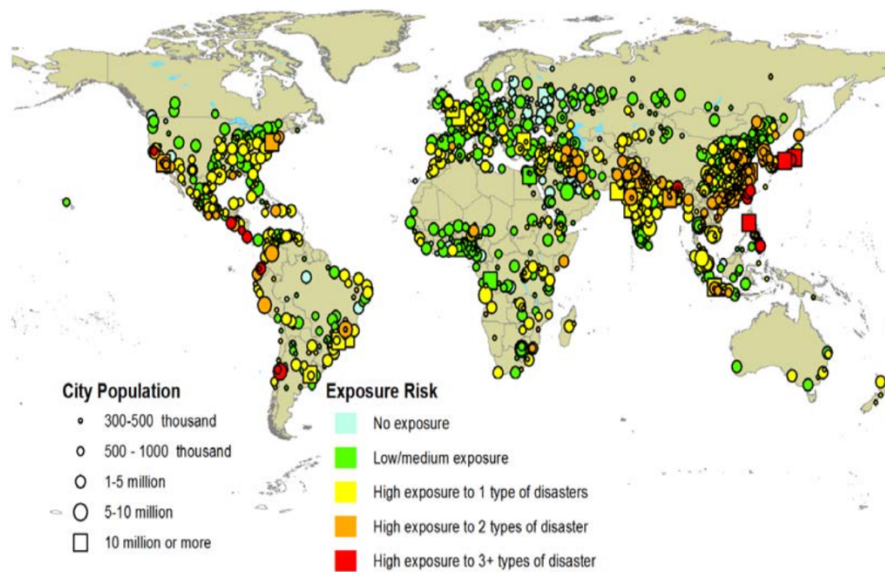 City Population
300-500 thousand
500 - 1000 thousand
1-5 million
5-10 million
10 million or more
Exposure Risk
No exposure
Low/medium exposure
High exposure to 1 type of disasters
High exposure to 2 types of disaster
High exposure to 3+ types of disaster